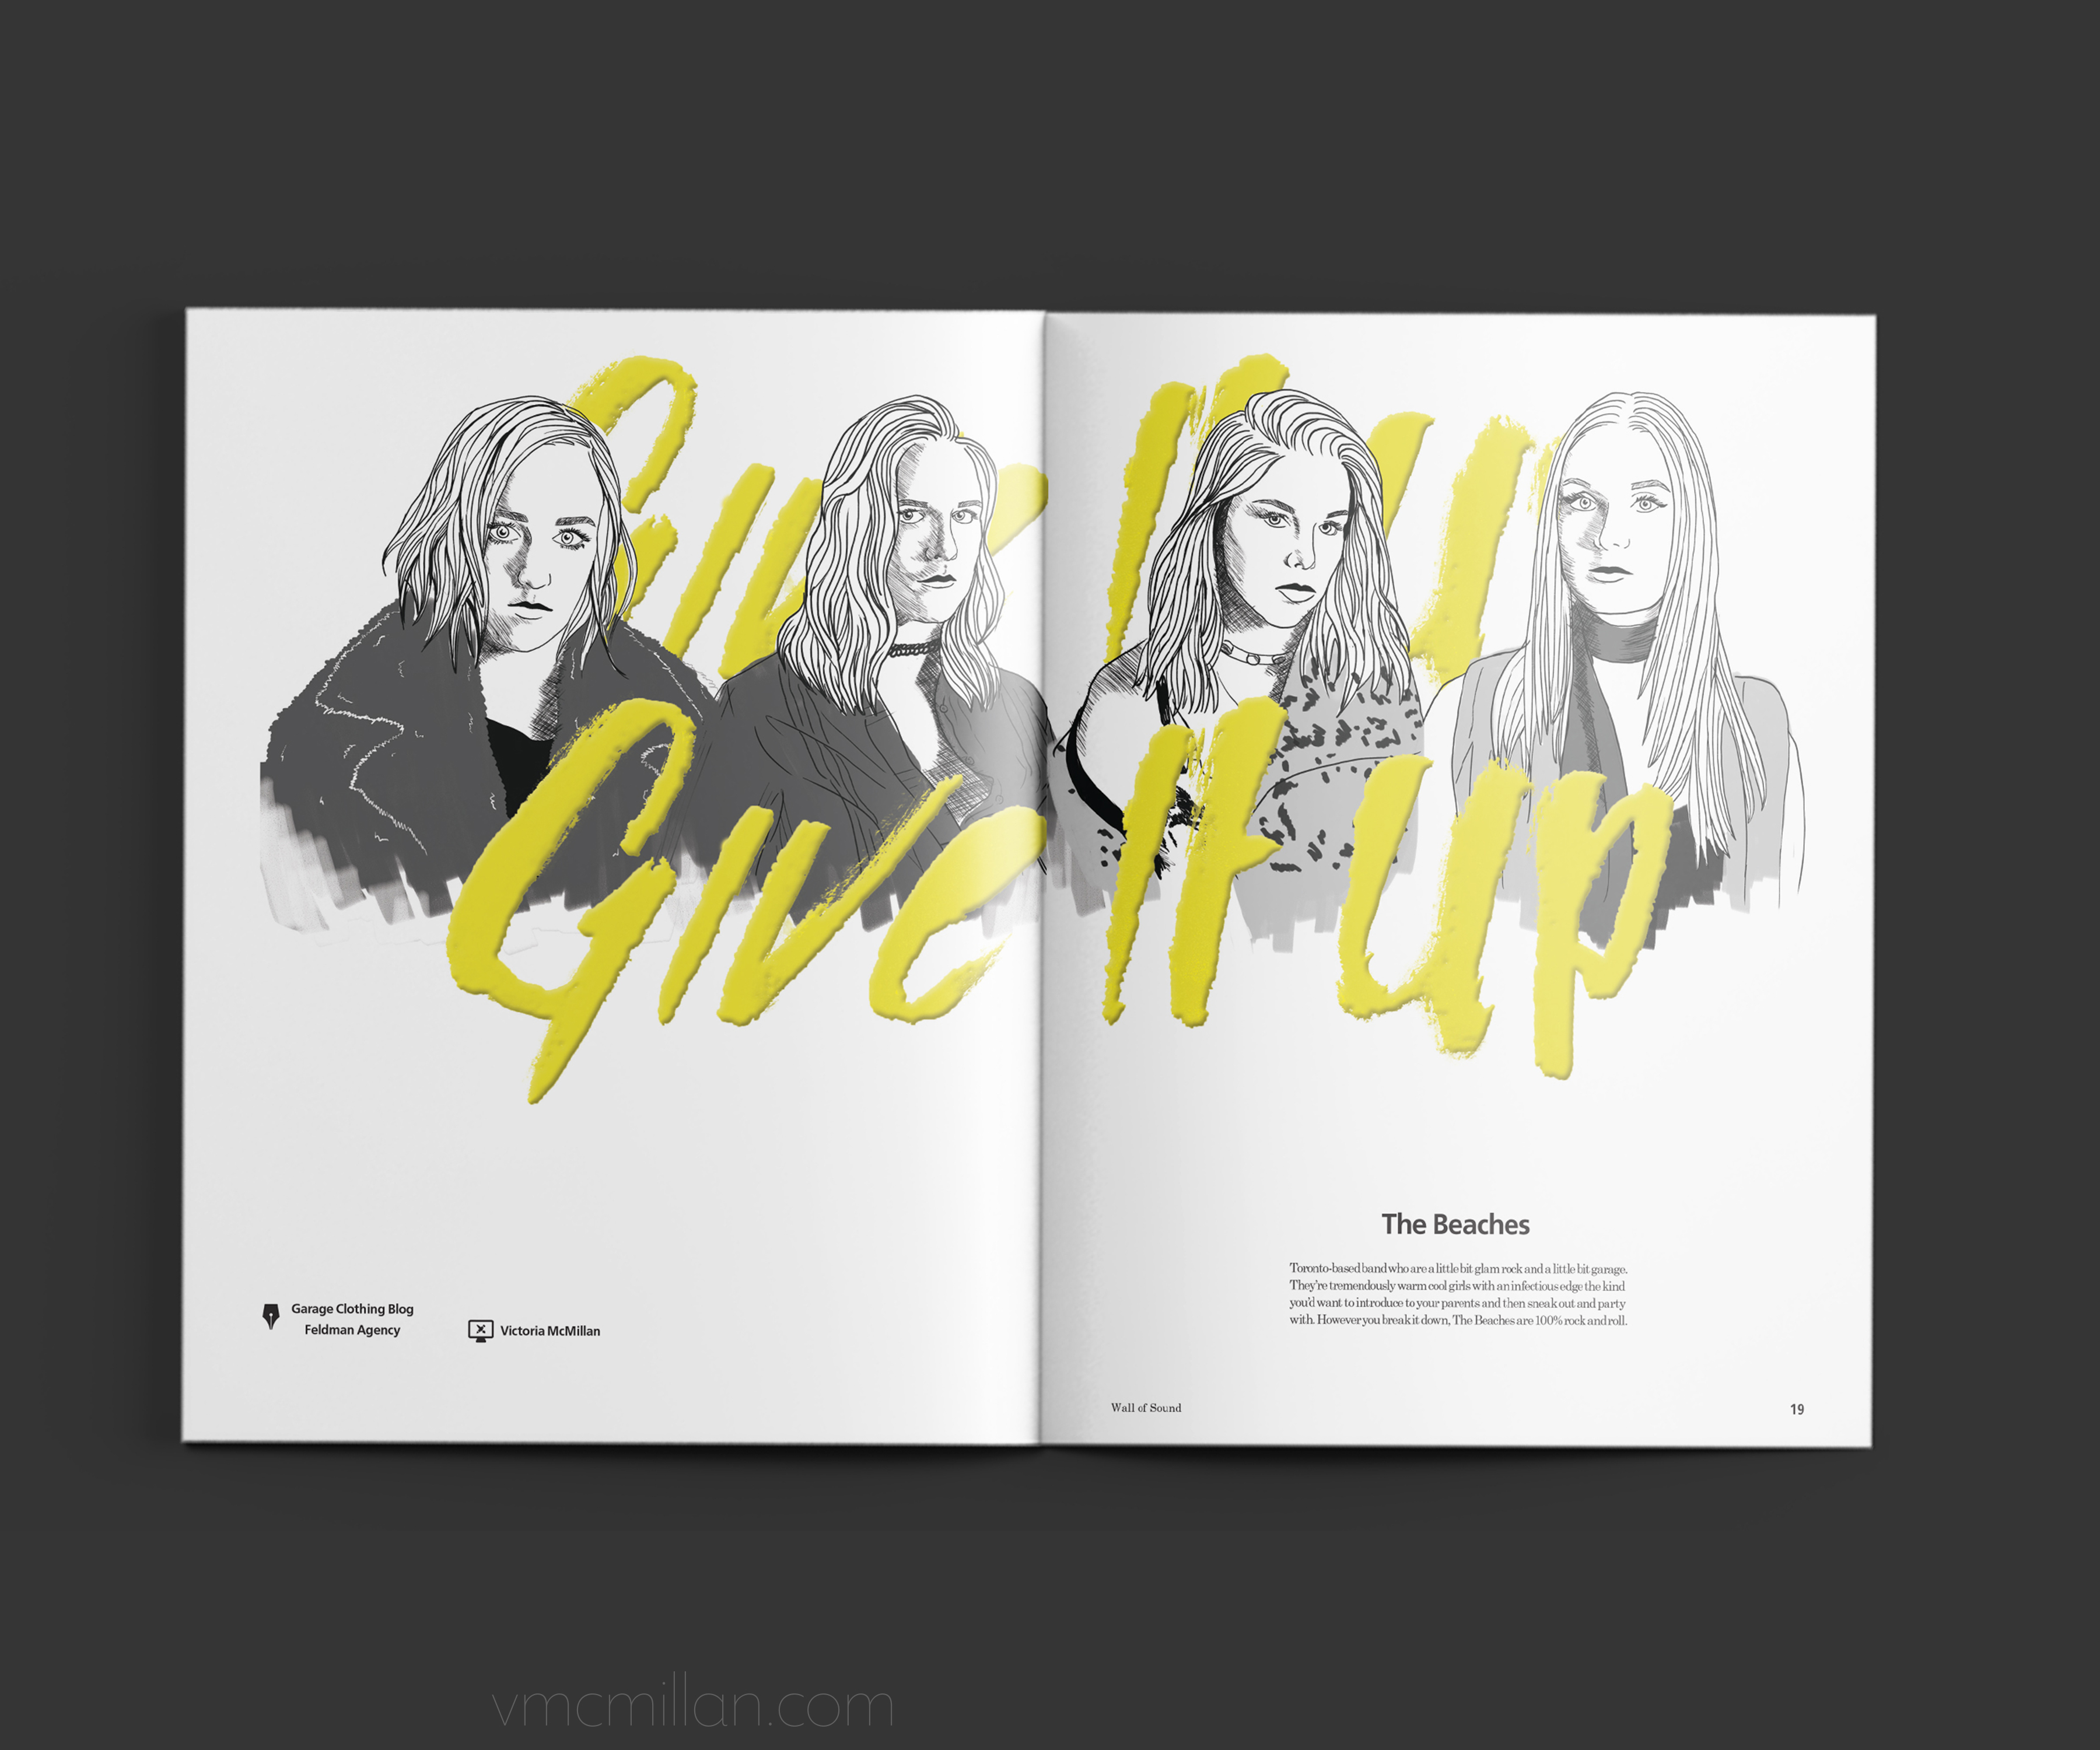 Give It up
Give It up
The Beaches
Toronto-based band who are a little bit glam rock and a little bit garage.
They're tremendously warm cool girls with an infectious edge the kind
you'd want to introduce to your parents and then sneak out and party
with. However you break it down, The Beaches are 100% rock and roll.
Garage Clothing Blog
Feldman Agency
Victoria McMillan
Wall of Sound
19
vmcmillan.com